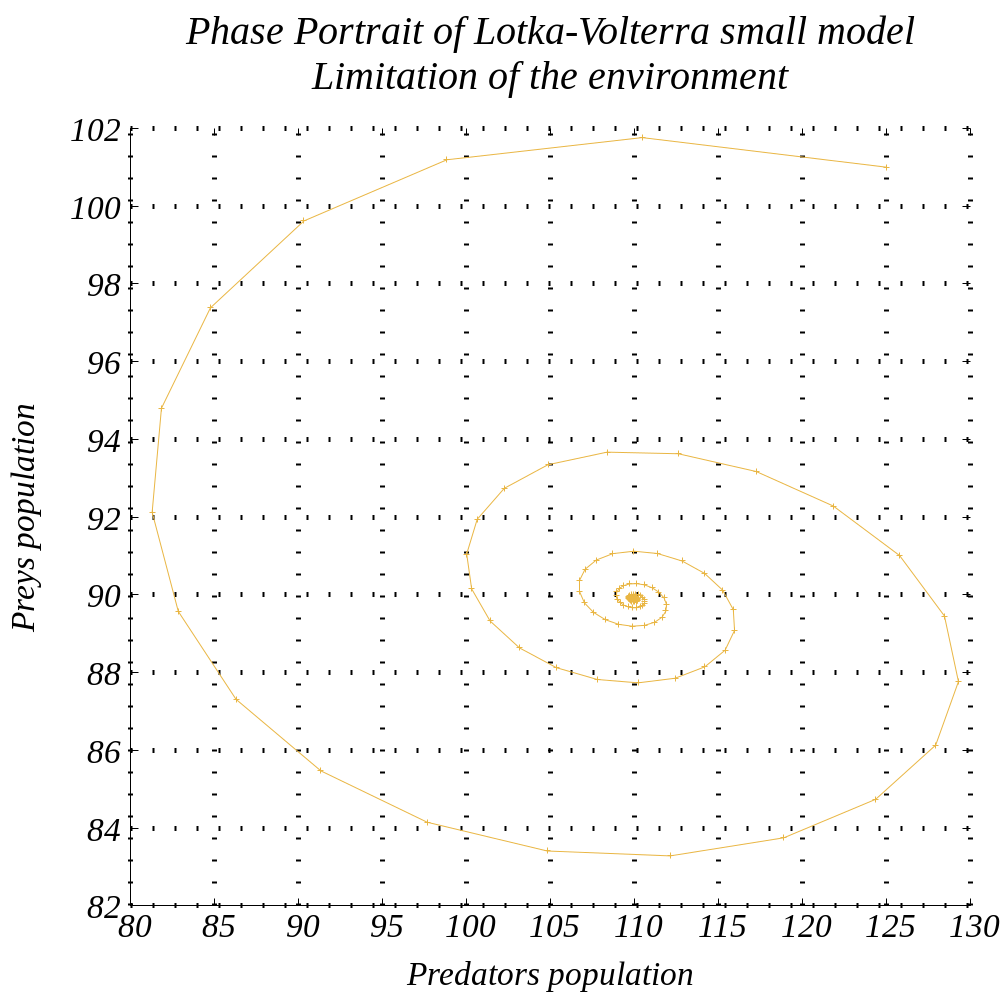 Phase Portrait of Lotka-Volterra small model
Limitation of the environment
102
100
98
96
94
92
90
88
86
84
82
80 85 90 95 100 105 110 115 120 125 130
Preys population
Predators population